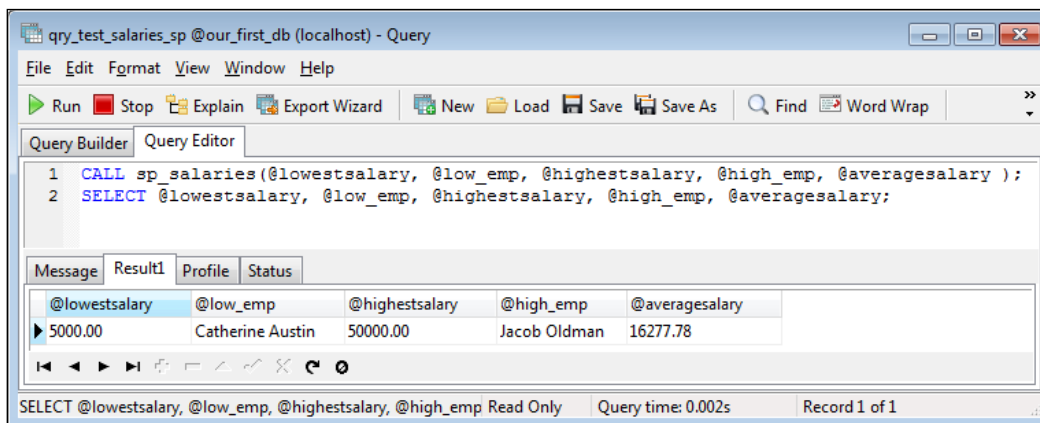 qry_test_salaries_sp @our_first_db (localhost) - Query
File Edit Format View Window Help
Run Stop Explain Export Wizard New Load Save Save As Find Word Wrap »
Query Builder Query Editor
1 CALL sp_salaries(@lowestsalary, @low_emp, @highestsalary, @high_emp, @averagesalary );
2 SELECT @lowestsalary, @low_emp, @highestsalary, @high_emp, @averagesalary;
Message Result1 Profile Status
@lowestsalary @low_emp @highestsalary @high_emp @averagesalary
5000.00 Catherine Austin 50000.00 Jacob Oldman 16277.78
SELECT @lowestsalary, @low_emp, @highestsalary, @high_emp Read Only Query time: 0.002s Record 1 of 1